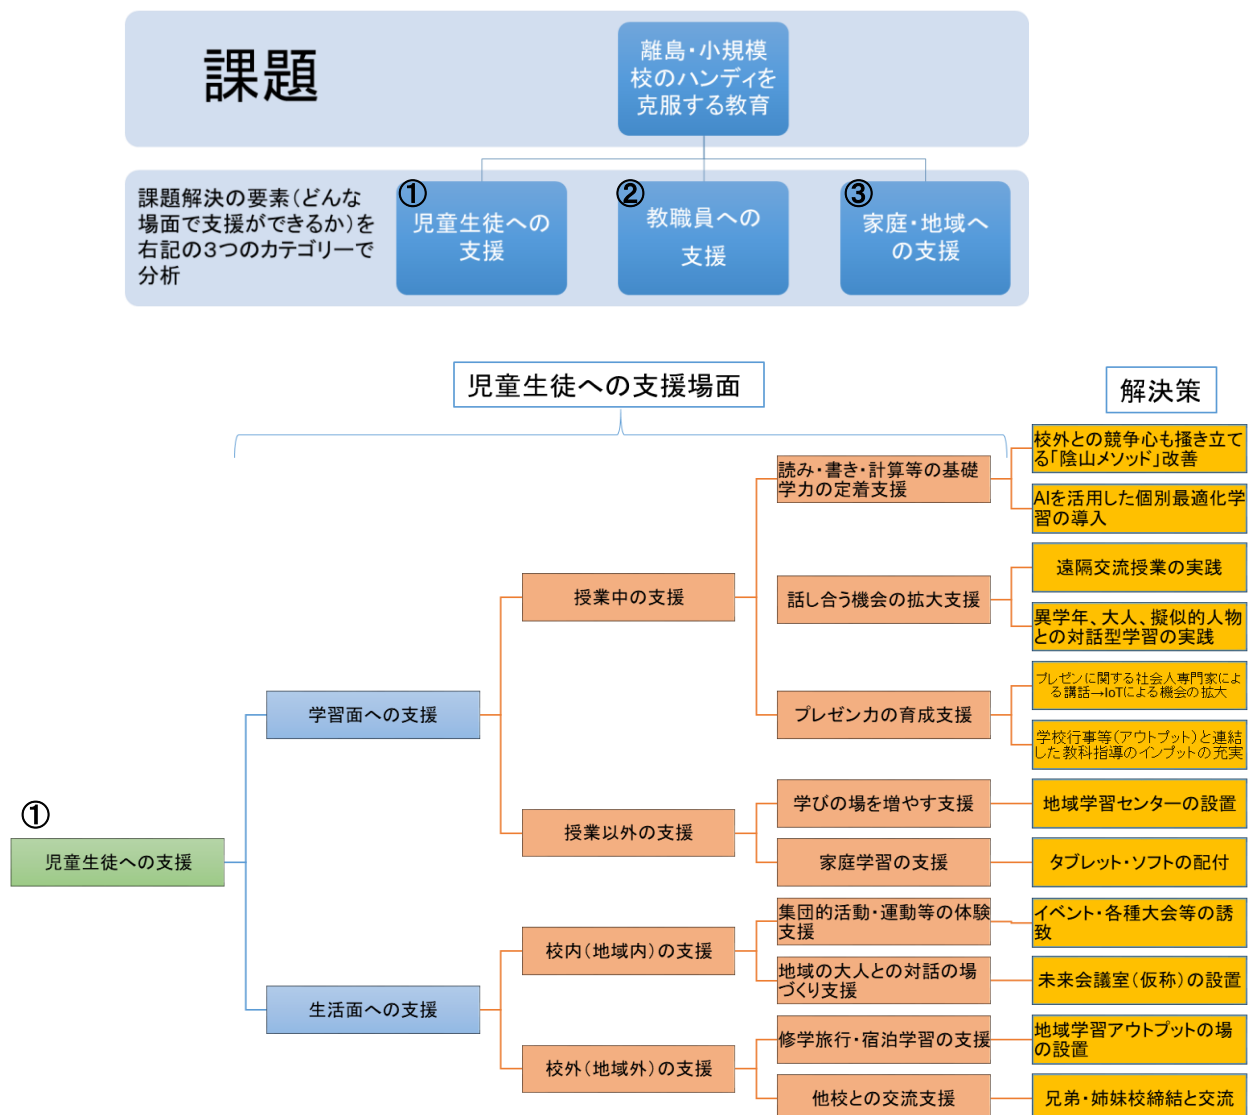 課題
離島・小規模
校のハンディを
克服する教育
課題解決の要素(どんな
場面で支援ができるか)を
右記の3つのカテゴリーで
分析
①
児童生徒への
支援
②
教職員への
支援
③
家庭・地域へ
の支援
児童生徒への支援場面
解決策
①
児童生徒への支援
学習面への支援
授業中の支援
読み・書き・計算等の基礎
学力の定着支援
校外との競争心も掻き立て
る「陰山メソッド」改善
AIを活用した個別最適化学
習の導入
話し合う機会の拡大支援
遠隔交流授業の実践
異学年、大人、擬似的人物
との対話型学習の実践
プレゼン力の育成支援
プレゼンに関する社会人専門家によ
る講話→IoTによる機会の拡大
学校行事等(アウトプット)と連結
した教科指導のインプットの充実
授業以外の支援
学びの場を増やす支援
地域学習センターの設置
家庭学習の支援
タブレット・ソフトの配付
生活面への支援
校内(地域内)の支援
集団的活動・運動等の体験
支援
イベント・各種大会等の誘
致
地域の大人との対話の場
づくり支援
未来会議室(仮称)の設置
校外(地域外)の支援
修学旅行・宿泊学習の支援
地域学習アウトプットの場
の設置
他校との交流支援
兄弟・姉妹校締結と交流